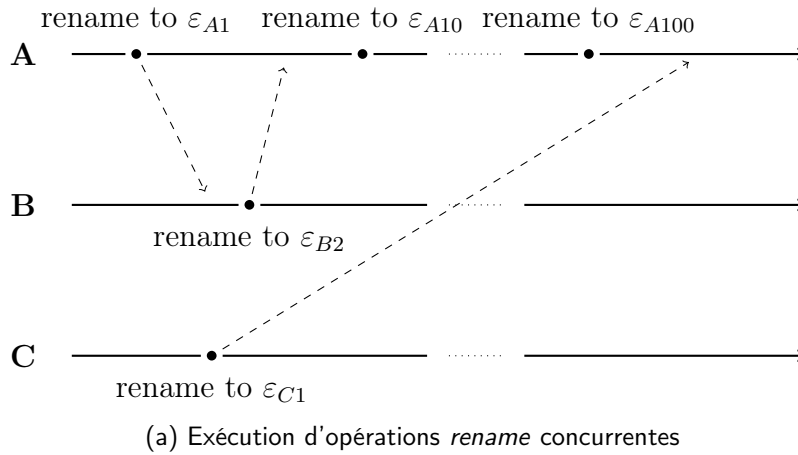 rename to εA1 rename to εA10 rename to εA100
A
B
rename to εB2
C
rename to εC1
(a) Exécution d'opérations rename concurrentes